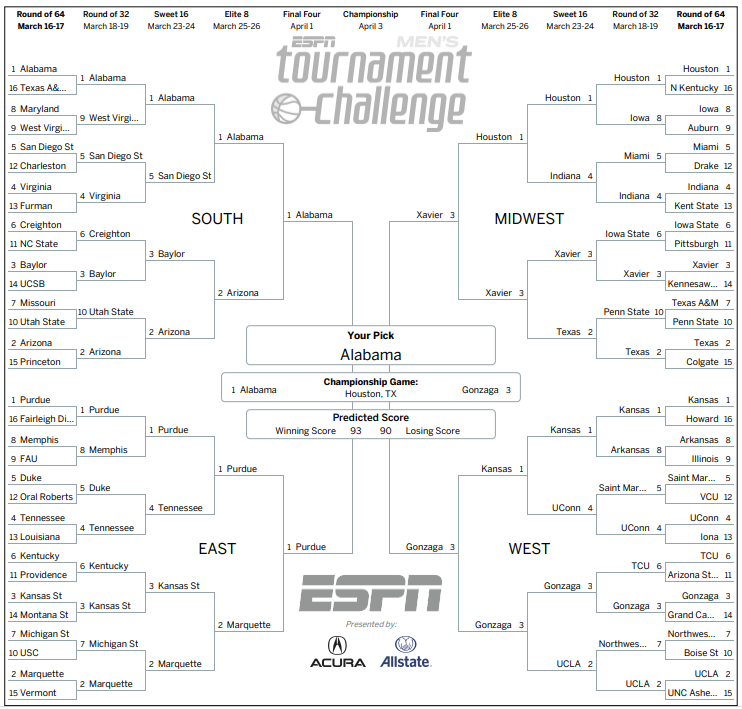 Round of 64 Round of 32 Sweet 16 Elite 8 Final Four Championship Final Four Elite 8 Sweet 16 Round of 32 Round of 64
March 16-17 March 18-19 March 23-24 March 25-26 April 1 April 3 April 1 March 25-26 March 23-24 March 18-19 March 16-17
ESPN MEN'S
tournament
challenge
SOUTH
1 Alabama
16 Texas A&...
8 Maryland
9 West Virgi...
5 San Diego St
12 Charleston
4 Virginia
13 Furman
6 Creighton
11 NC State
3 Baylor
14 UCSB
7 Missouri
10 Utah State
2 Arizona
15 Princeton
1 Alabama
9 West Virgi...
5 San Diego St
4 Virginia
6 Creighton
3 Baylor
10 Utah State
2 Arizona
1 Alabama
5 San Diego St
3 Baylor
2 Arizona
1 Alabama
2 Arizona
1 Alabama
EAST
1 Purdue
16 Fairleigh Di...
8 Memphis
9 FAU
5 Duke
12 Oral Roberts
4 Tennessee
13 Louisiana
6 Kentucky
11 Providence
3 Kansas St
14 Montana St
7 Michigan St
10 USC
2 Marquette
15 Vermont
1 Purdue
8 Memphis
5 Duke
4 Tennessee
6 Kentucky
3 Kansas St
7 Michigan St
2 Marquette
1 Purdue
4 Tennessee
3 Kansas St
2 Marquette
1 Purdue
2 Marquette
1 Purdue
Your Pick
Alabama
Championship Game:
1 Alabama Houston, TX Gonzaga 3
Predicted Score
Winning Score 93 90 Losing Score
MIDWEST
Xavier 3
Houston 1
Xavier 3
Houston 1
Indiana 4
Xavier 3
Texas 2
Houston 1
Iowa 8
Miami 5
Indiana 4
Iowa State 6
Xavier 3
Penn State 10
Texas 2
Houston 1
N Kentucky 16
Iowa 8
Auburn 9
Miami 5
Drake 12
Indiana 4
Kent State 13
Iowa State 6
Pittsburgh 11
Xavier 3
Kennesaw... 14
Texas A&M 7
Penn State 10
Texas 2
Colgate 15
WEST
Gonzaga 3
Kansas 1
Gonzaga 3
Kansas 1
UConn 4
Gonzaga 3
UCLA 2
Kansas 1
Arkansas 8
Saint Mar... 5
UConn 4
TCU 6
Gonzaga 3
Northwes... 7
UCLA 2
Kansas 1
Howard 16
Arkansas 8
Illinois 9
Saint Mar... 5
VCU 12
UConn 4
Iona 13
TCU 6
Arizona St... 11
Gonzaga 3
Grand Ca... 14
Northwes... 7
Boise St 10
UCLA 2
UNC Ashe... 15
ESPN
Presented by:
ACURA Allstate